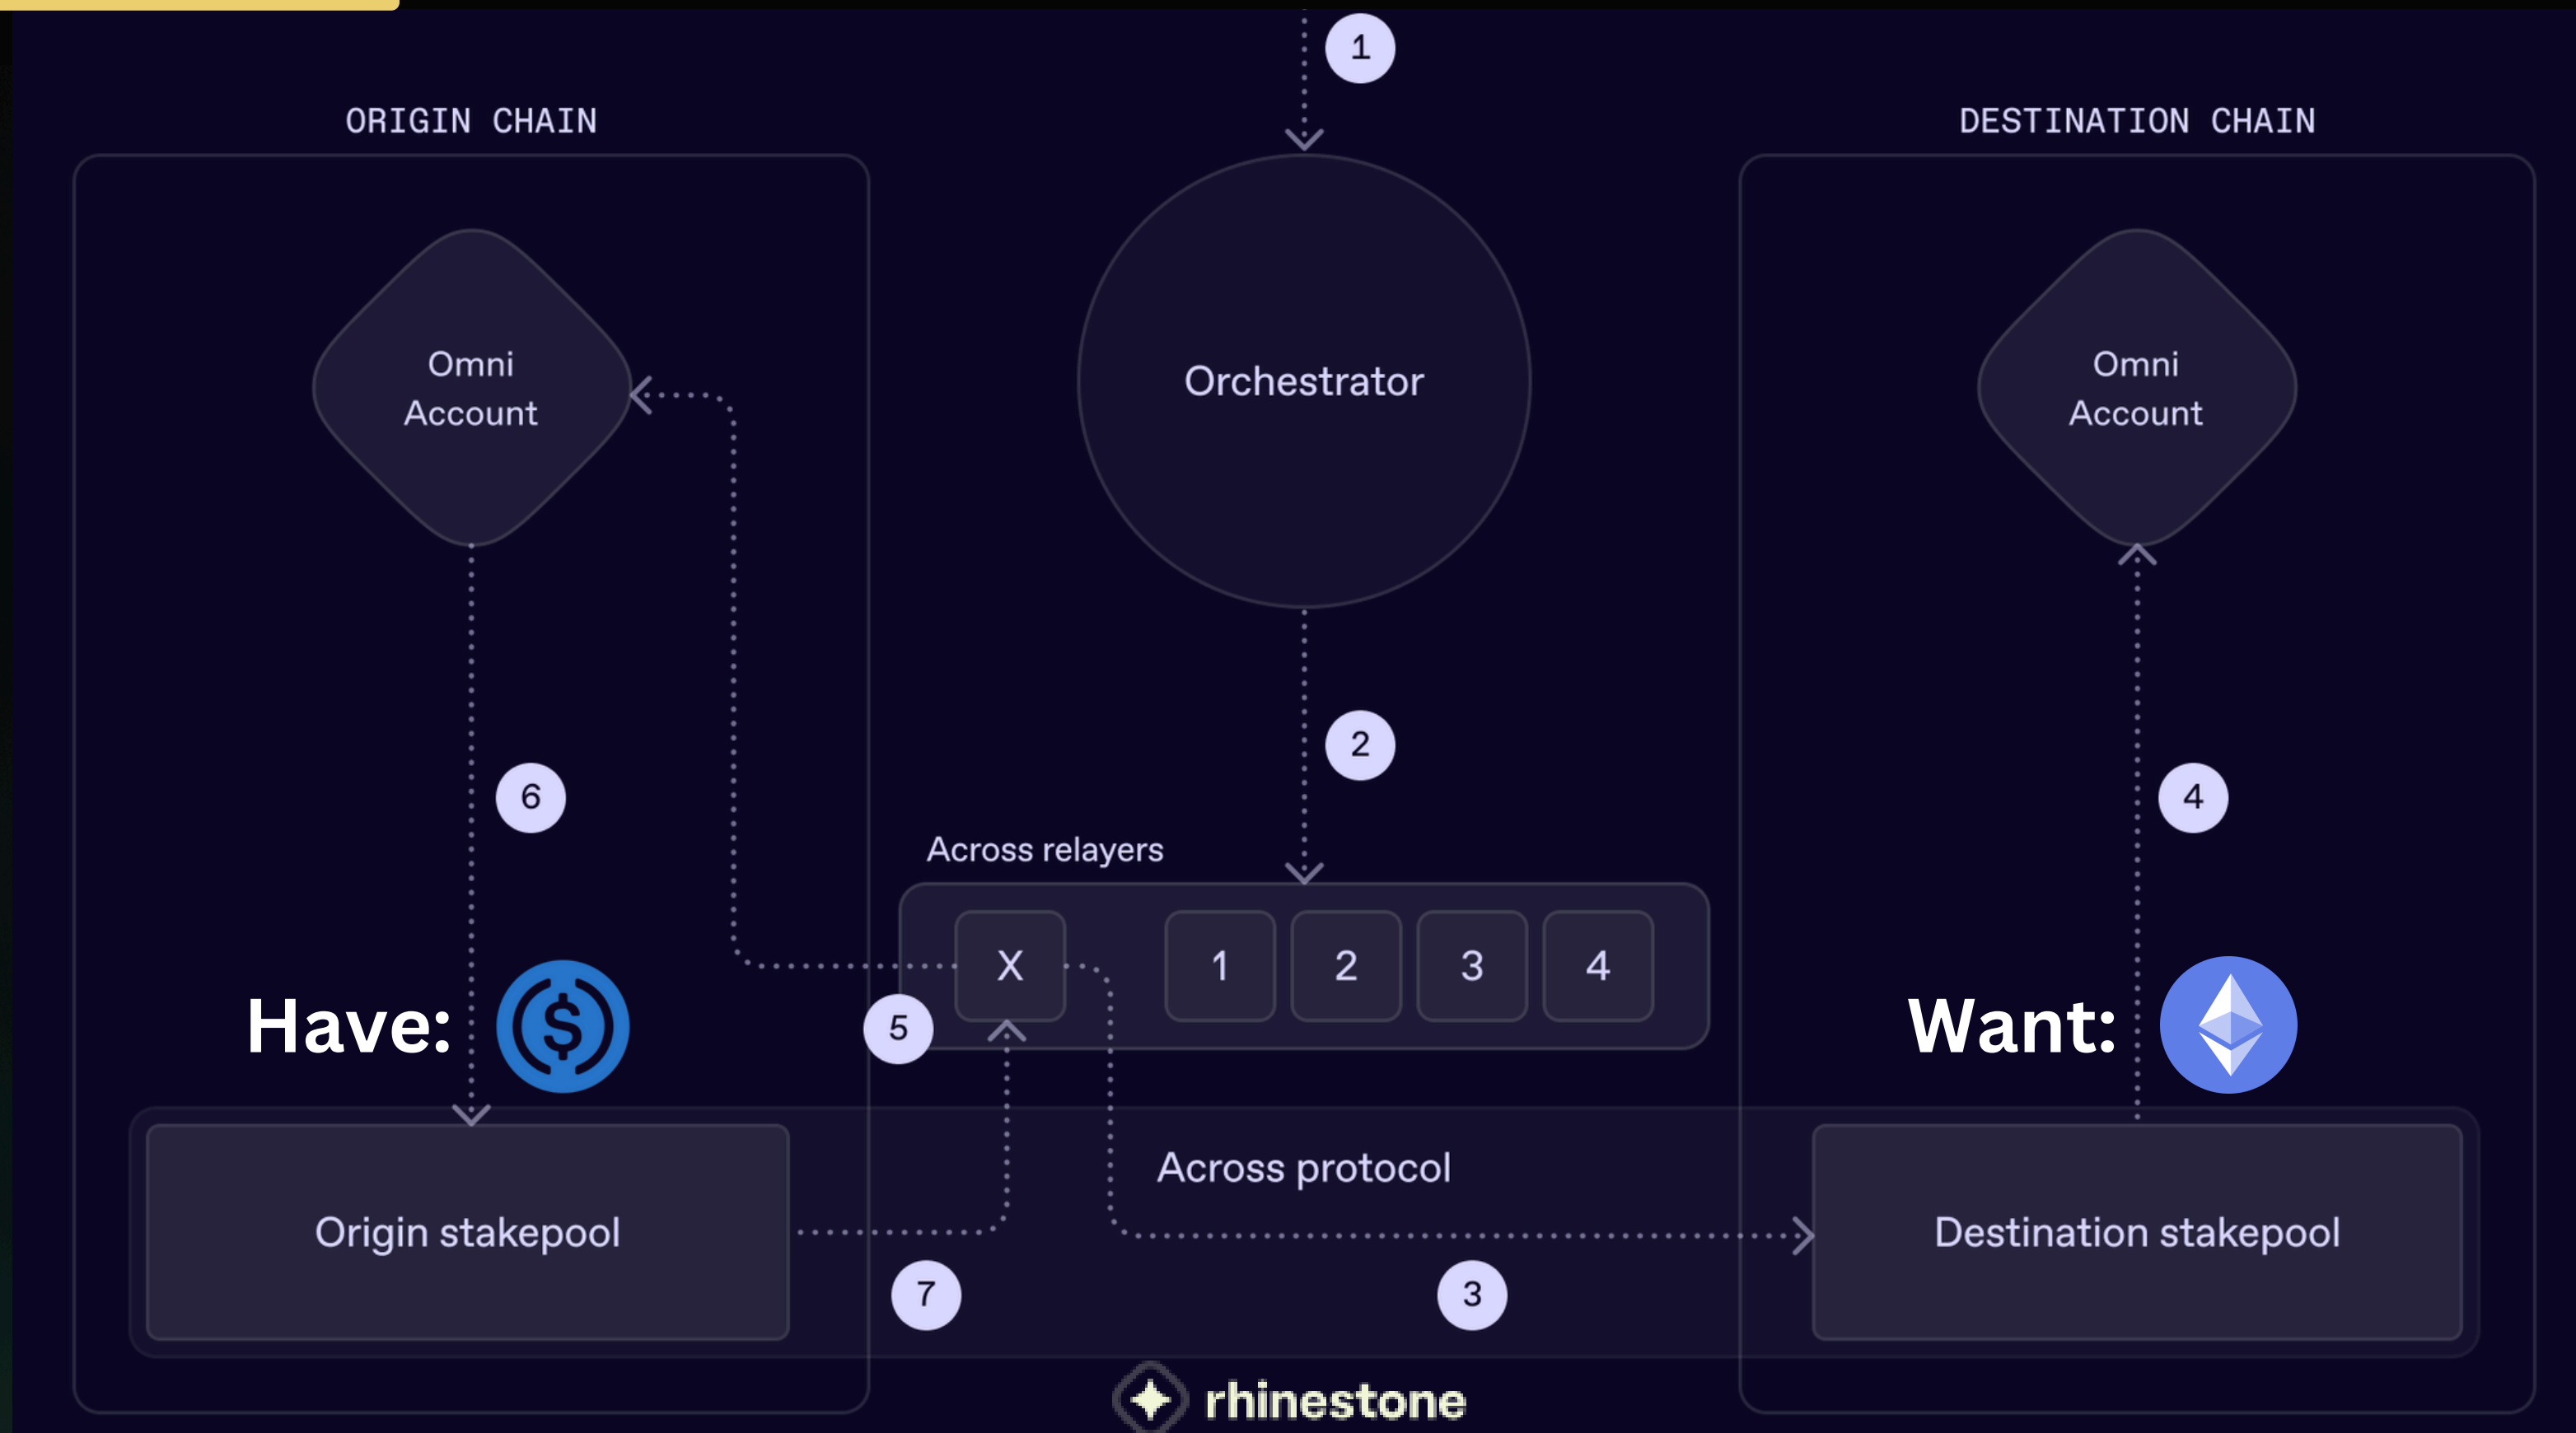 1
ORIGIN CHAIN
DESTINATION CHAIN
Omni
Account
Orchestrator
Omni
Account
2
6
4
Across relayers
X 1 2 3 4
Have: $
5
Want:
Across protocol
Origin stakepool
Destination stakepool
7
3
rhinestone